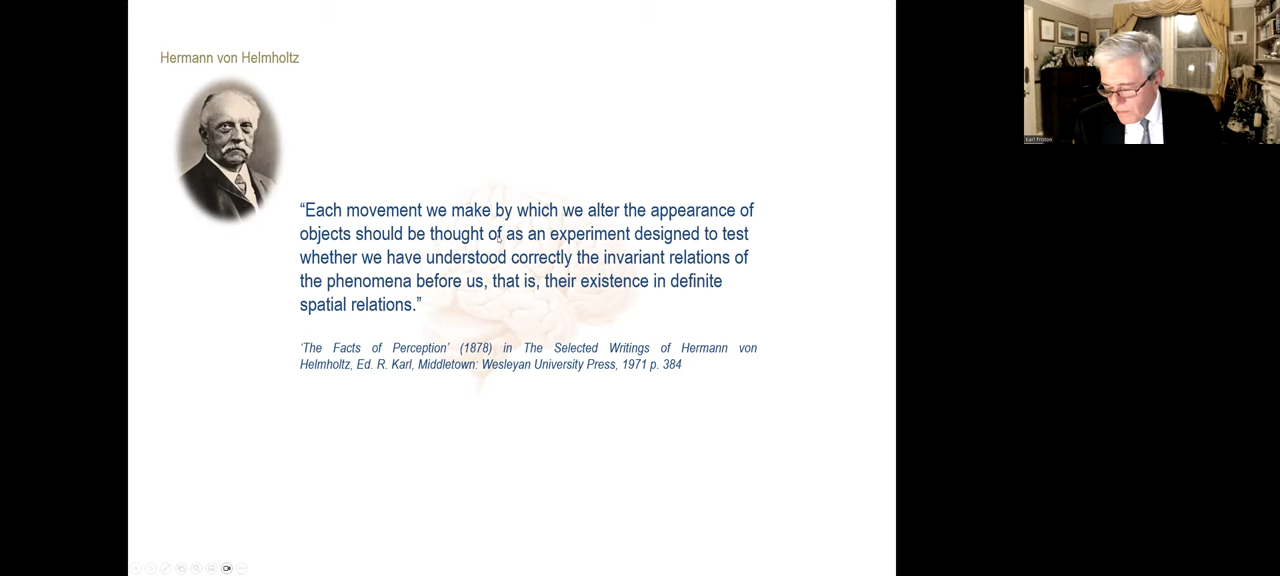 Hermann von Helmholtz
“Each movement we make by which we alter the appearance of
objects should be thought of as an experiment designed to test
whether we have understood correctly the invariant relations of
the phenomena before us, that is, their existence in definite
spatial relations.”
‘The Facts of Perception’ (1878) in The Selected Writings of Hermann von
Helmholtz, Ed. R. Karl, Middletown: Wesleyan University Press, 1971 p. 384
Karl Friston